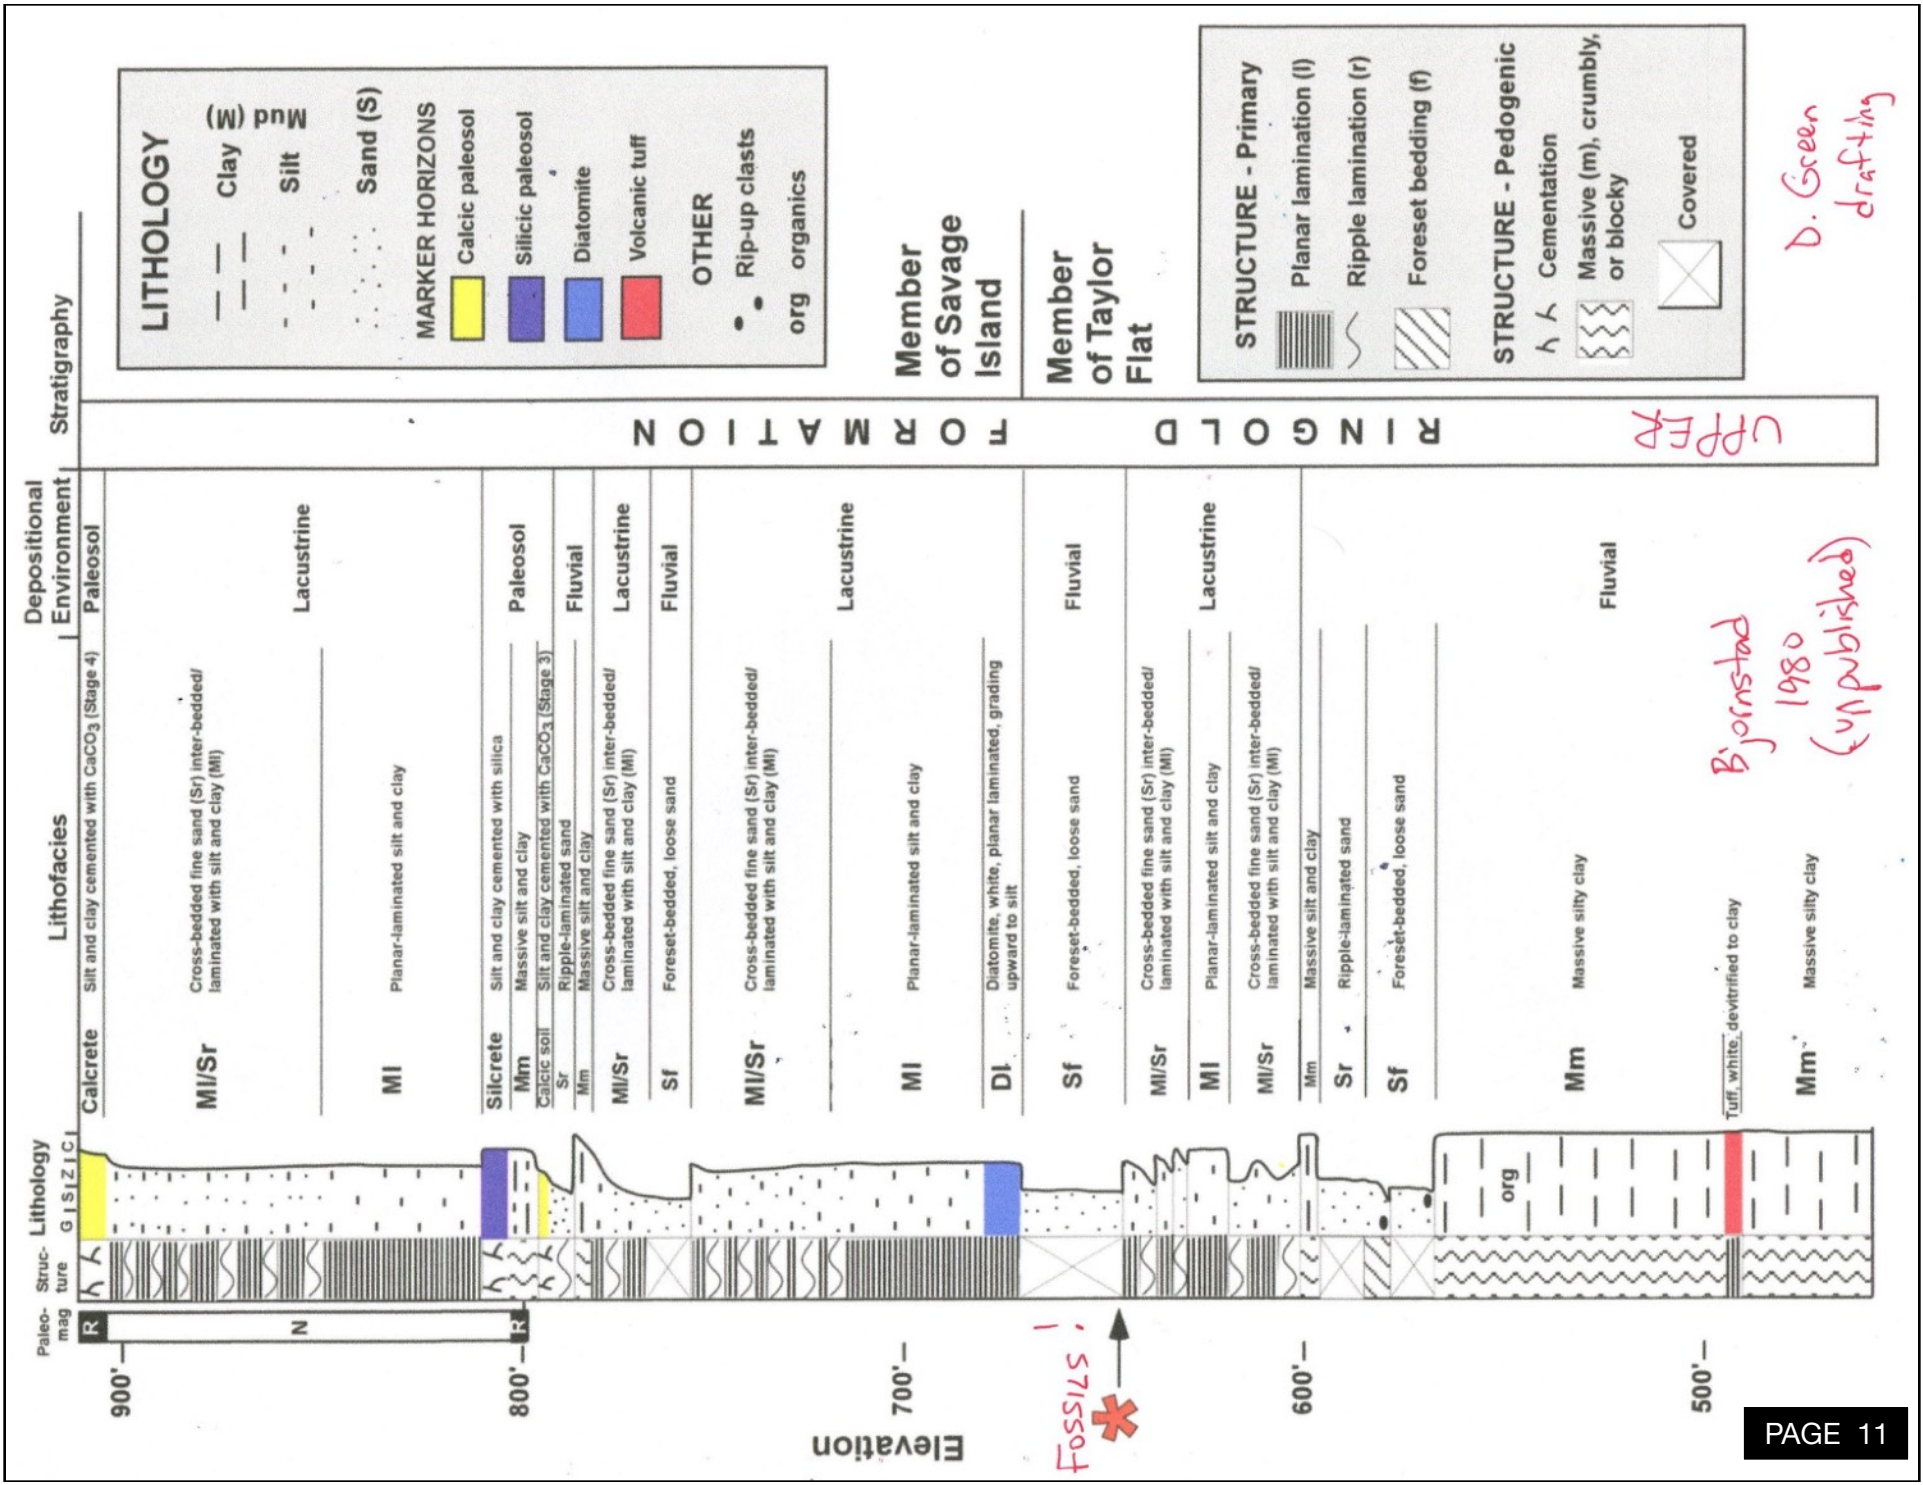 Paleo-
mag
Struc-
ture
Lithology
G | S | Z | C |
Lithofacies
Depositional
Environment
Stratigraphy
Elevation
900'
800'
700'
600'
500'
R
N
R
FOSSILS!
*
org
Calcrete Silt and clay cemented with CaCO3 (Stage 4)
Paleosol
Ml/Sr Cross-bedded fine sand (Sr) inter-bedded/
laminated with silt and clay (Ml)
Lacustrine
Ml Planar-laminated silt and clay
Silcrete Silt and clay cemented with silica
Mm Massive silt and clay
Paleosol
Calcic soil Silt and clay cemented with CaCO3 (Stage 3)
Sr Ripple-laminated sand
Fluvial
Mm Massive silt and clay
Ml/Sr Cross-bedded fine sand (Sr) inter-bedded/
laminated with silt and clay (Ml)
Lacustrine
Sf Foreset-bedded, loose sand
Fluvial
Ml/Sr Cross-bedded fine sand (Sr) inter-bedded/
laminated with silt and clay (Ml)
Lacustrine
Ml Planar-laminated silt and clay
Dl Diatomite, white, planar laminated, grading
upward to silt
Sf Foreset-bedded, loose sand
Fluvial
Ml/Sr Cross-bedded fine sand (Sr) inter-bedded/
laminated with silt and clay (Ml)
Ml Planar-laminated silt and clay
Lacustrine
Ml/Sr Cross-bedded fine sand (Sr) inter-bedded/
laminated with silt and clay (Ml)
Mm Massive silt and clay
Sr Ripple-laminated sand
Sf Foreset-bedded, loose sand
Mm Massive silty clay
Fluvial
Tuff, white, devitrified to clay
Mm Massive silty clay
UPPER
RINGOLD FORMATION
Member
of Savage
Island
Member
of Taylor
Flat
LITHOLOGY
Clay
Silt
Mud (M)
Sand (S)
MARKER HORIZONS
Calcic paleosol
Silicic paleosol
Diatomite
Volcanic tuff
OTHER
Rip-up clasts
org organics
STRUCTURE - Primary
Planar lamination (l)
Ripple lamination (r)
Foreset bedding (f)
STRUCTURE - Pedogenic
Cementation
Massive (m), crumbly,
or blocky
Covered
Bjornstad
1980
(unpublished)
D. Green
drafting
PAGE 11